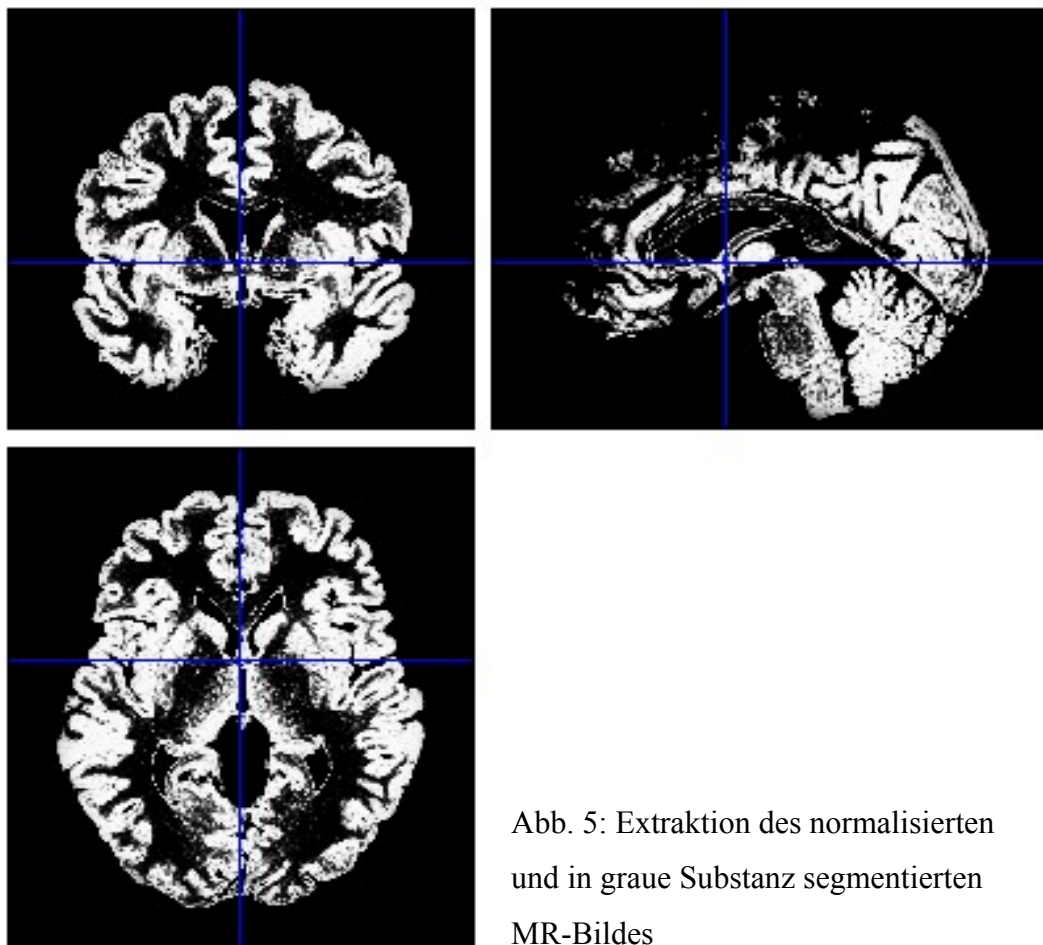 Abb. 5: Extraktion des normalisierten
und in graue Substanz segmentierten
MR-Bildes